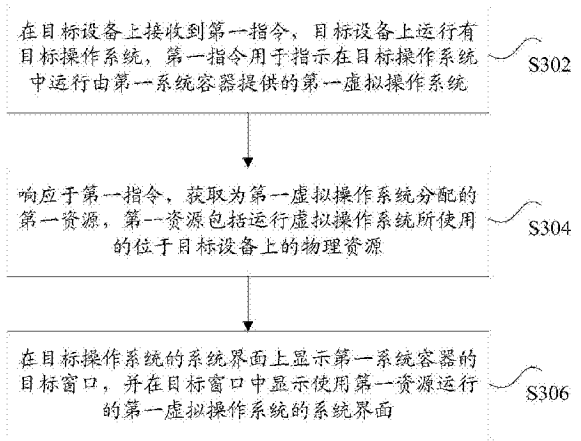 在目标设备上接收到第一指令，目标设备上运行有
目标操作系统，第一指令用于指示在目标操作系统
中运行由第一系统容器提供的第一虚拟操作系统
S302
响应于第一指令，获取为第一虚拟操作系统分配的
第一资源，第一资源包括运行虚拟操作系统所使用
的位于目标设备上的物理资源
S304
在目标操作系统的系统界面上显示第一系统容器的
目标窗口，并在目标窗口中显示使用第一资源运行
的第一虚拟操作系统的系统界面
S306